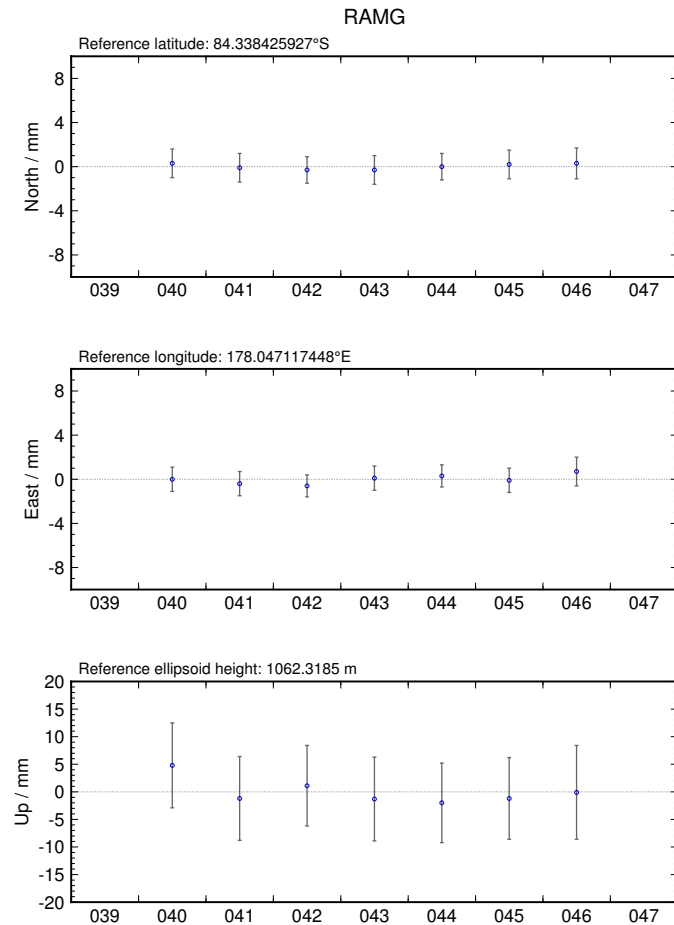 RAMG
Reference latitude: 84.338425927°S
North / mm
8
4
0
-4
-8
039 040 041 042 043 044 045 046 047
Reference longitude: 178.047117448°E
East / mm
8
4
0
-4
-8
039 040 041 042 043 044 045 046 047
Reference ellipsoid height: 1062.3185 m
Up / mm
20
15
10
5
0
-5
-10
-15
-20
039 040 041 042 043 044 045 046 047